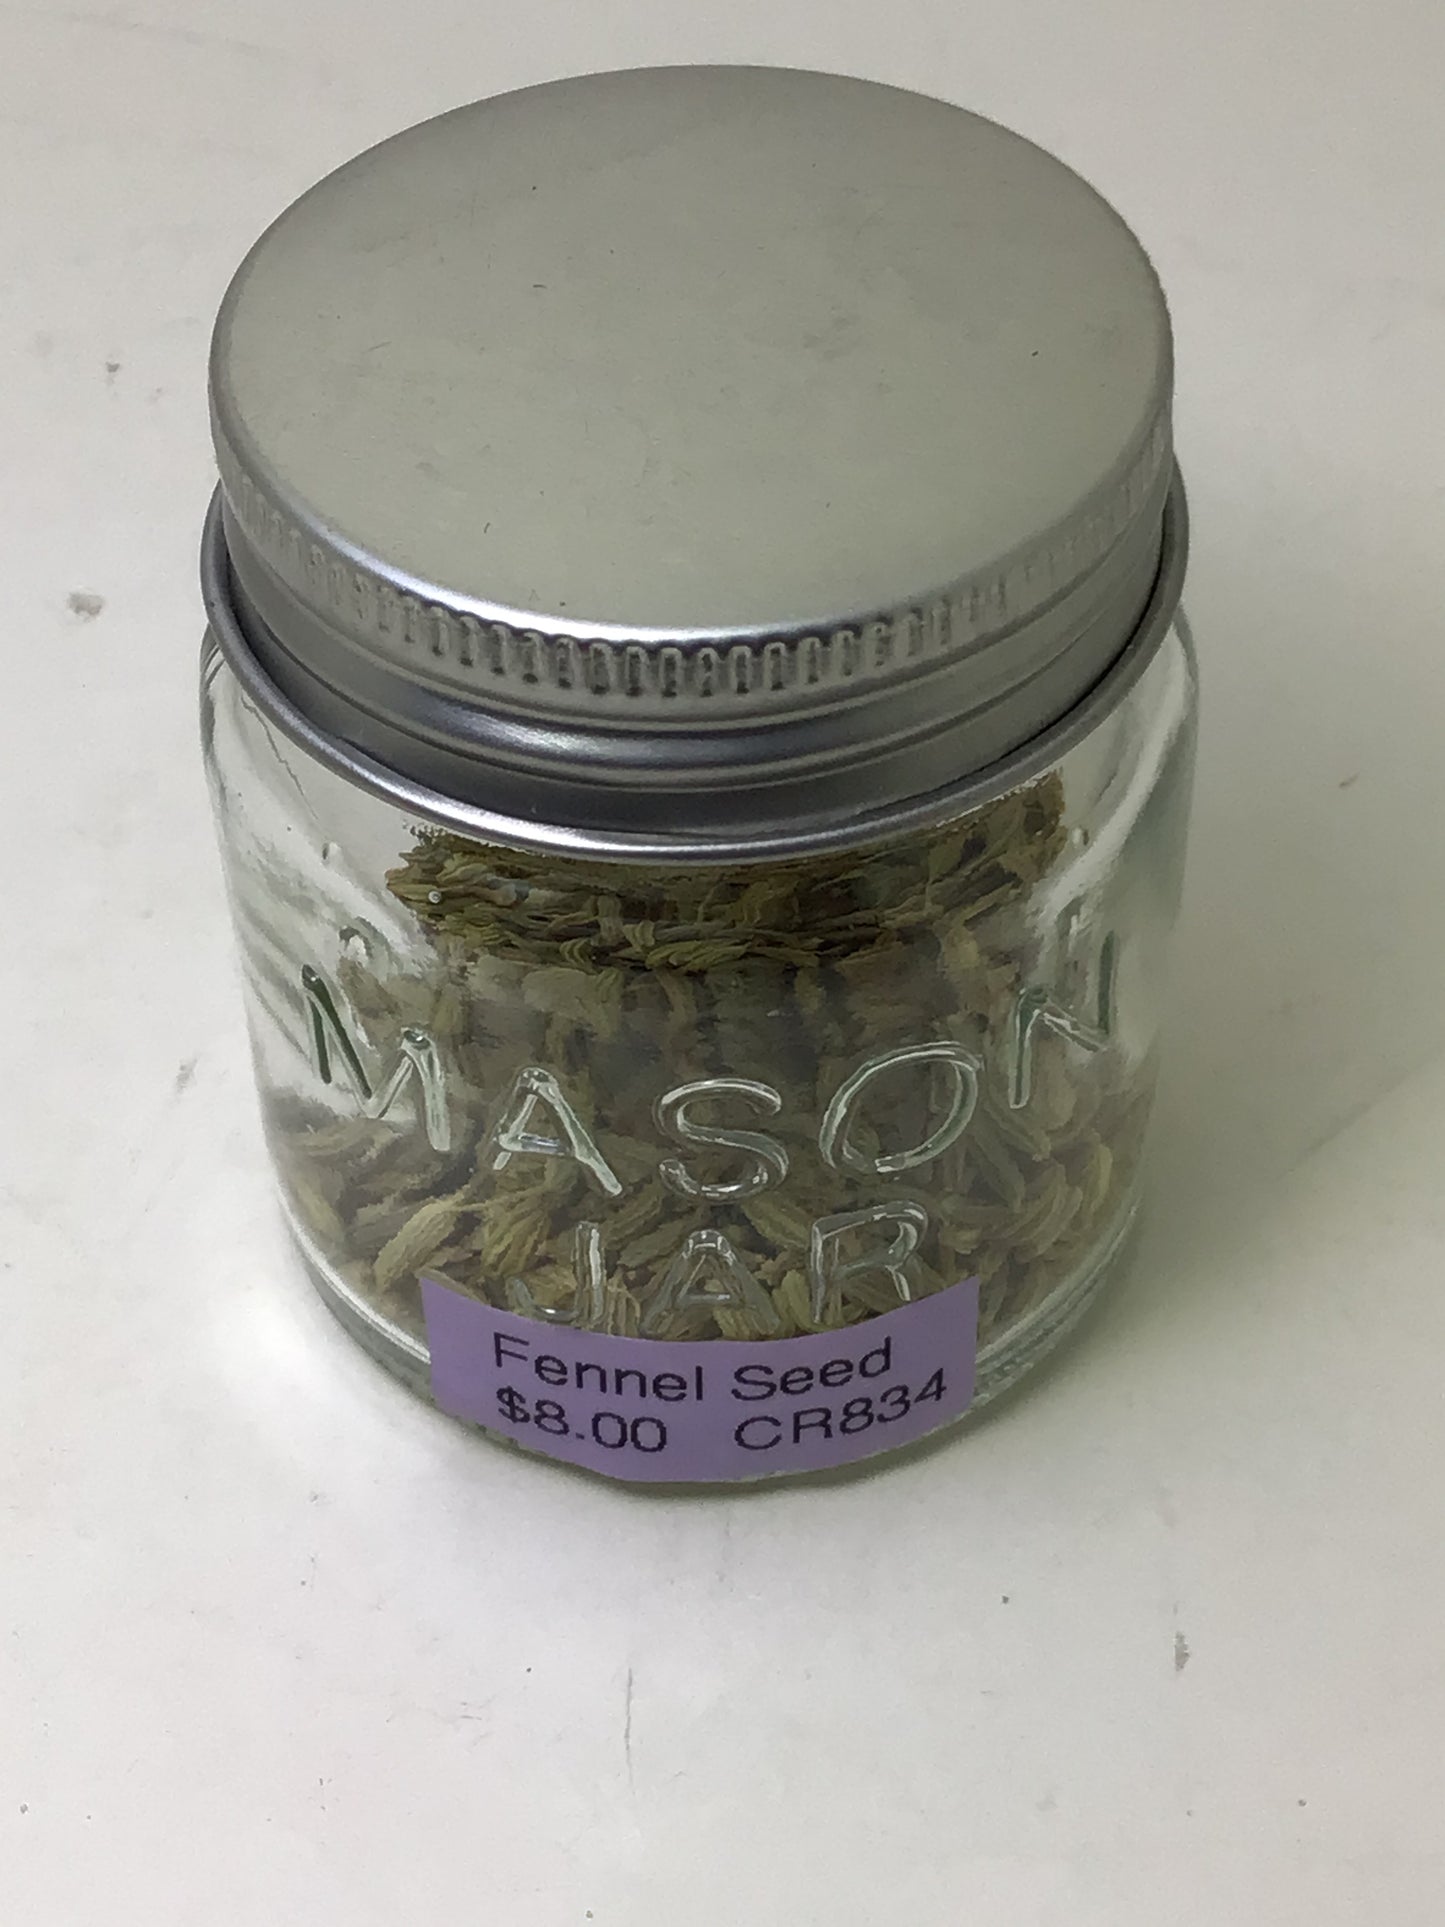 MASON
JAR
Fennel Seed
$8.00 CR834